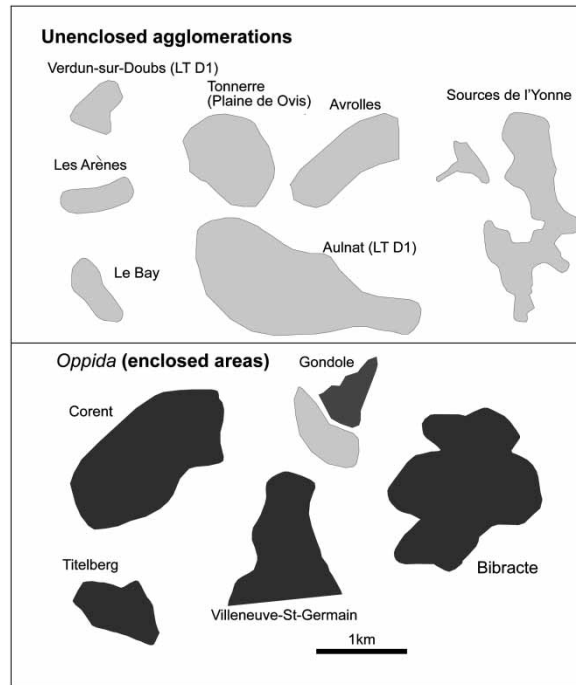 Unenclosed agglomerations
Verdun-sur-Doubs (LT D1)
Tonnerre
(Plaine de Ovis)
Avrolles
Sources de l'Yonne
Les Arènes
Le Bay
Aulnat (LT D1)
Oppida (enclosed areas)
Gondole
Corent
Titelberg
Villeneuve-St-Germain
Bibracte
1km